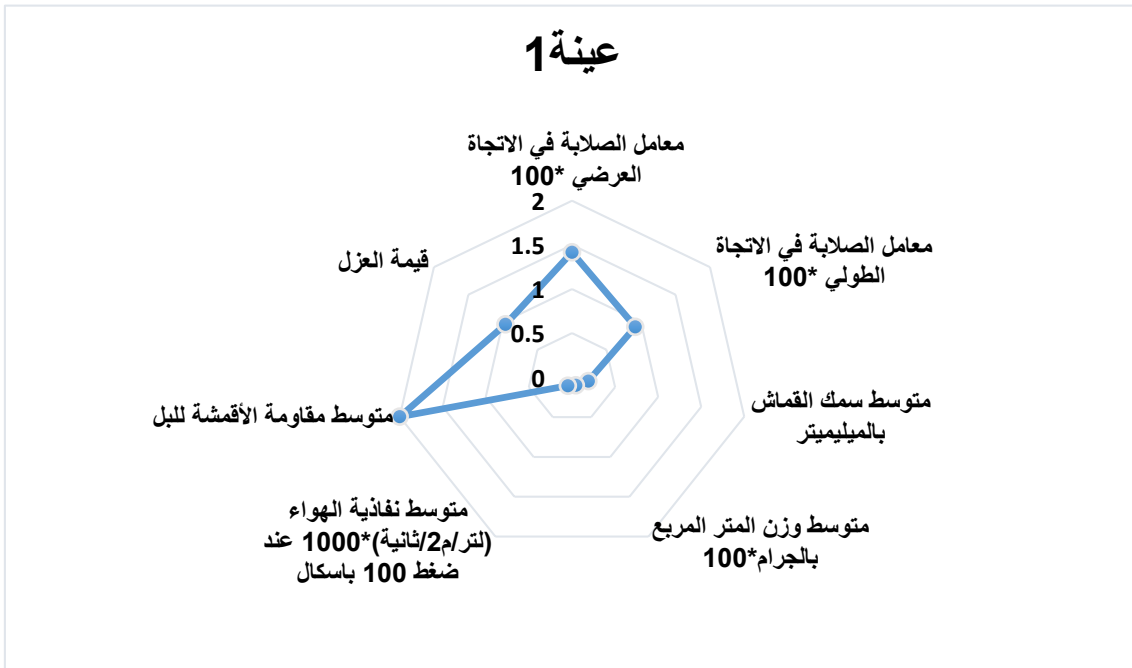 عينة1
معامل الصلابة في الاتجاة
العرضي *100
معامل الصلابة في الاتجاة
الطولي *100
متوسط سمك القماش
بالميليميتر
متوسط وزن المتر المربع
بالجرام*100
متوسط نفاذية الهواء
(لتر/م2/ثانية)*1000 عند
ضغط 100 باسكال
متوسط مقاومة الأقمشة للبل
قيمة العزل
2
1.5
1
0.5
0